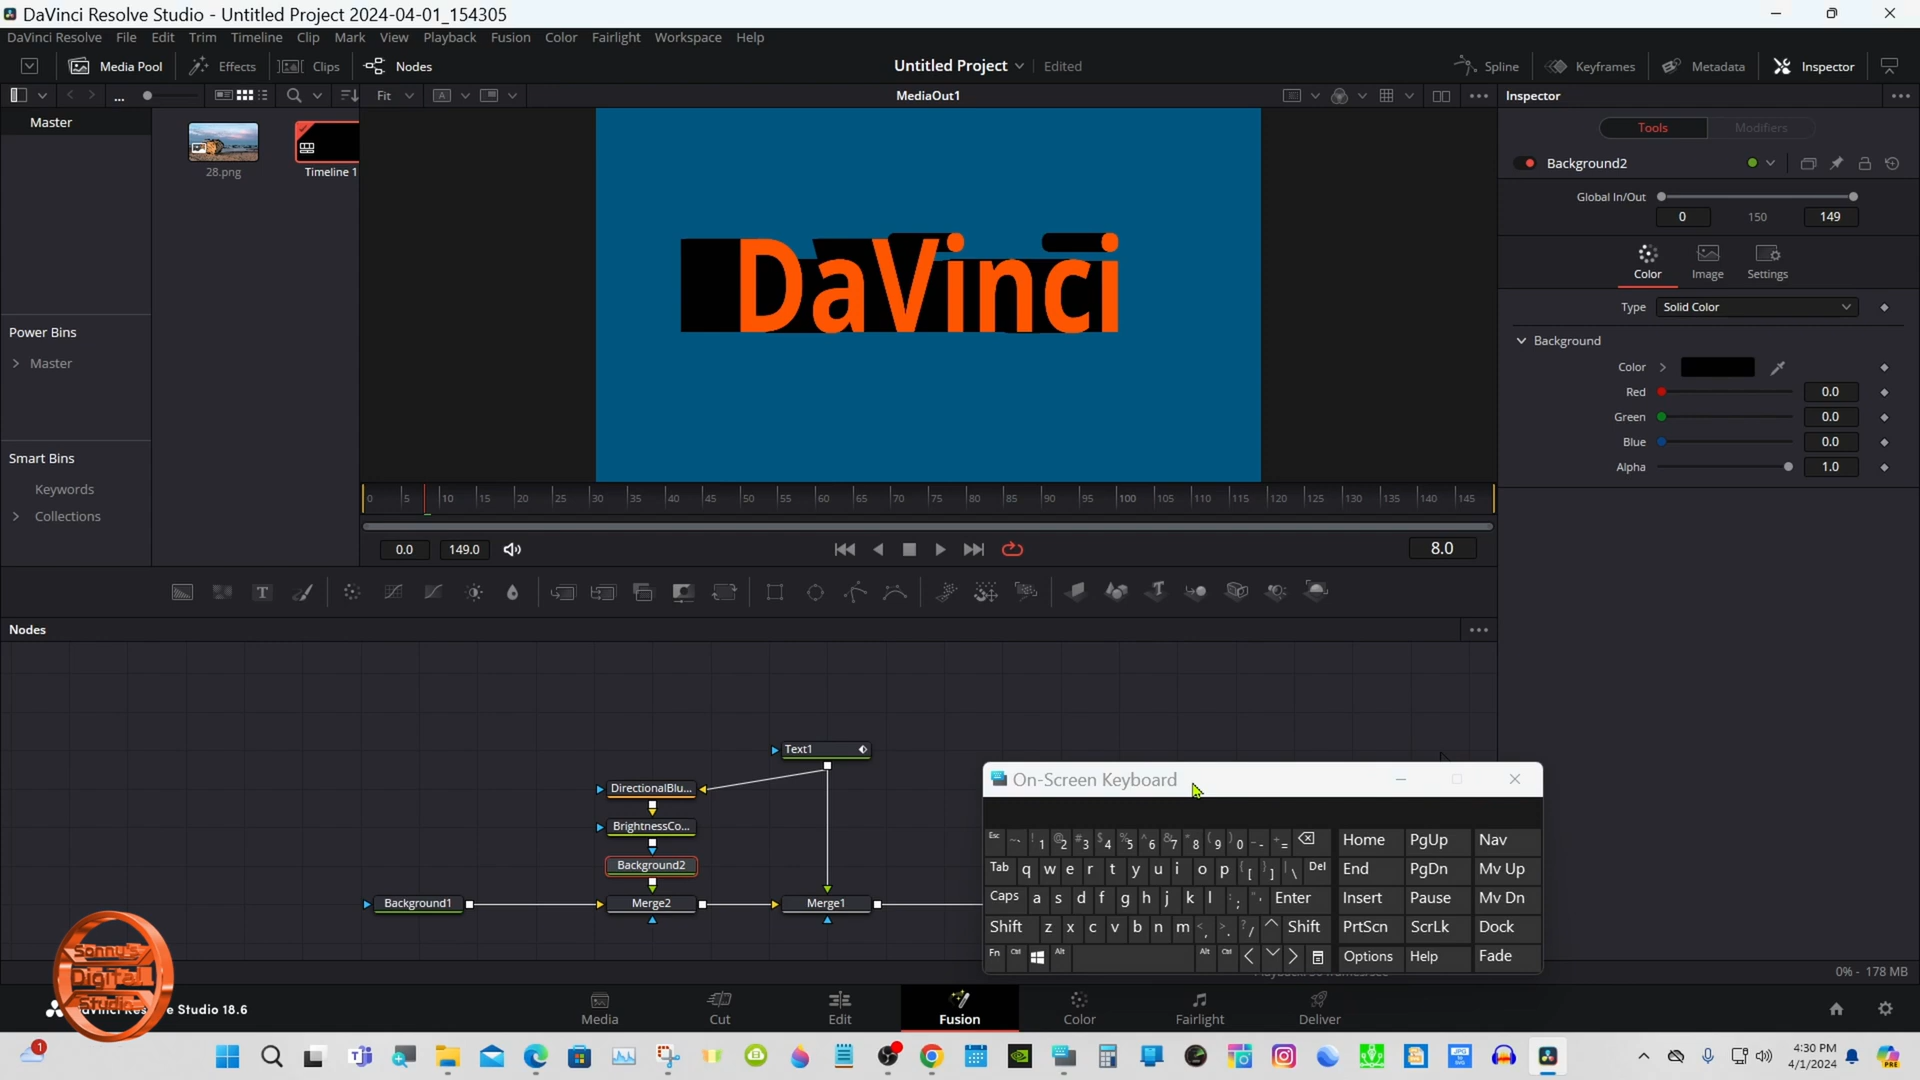 DaVinci Resolve Studio - Untitled Project 2024-04-01_154305
DaVinci Resolve File Edit Trim Timeline Clip Mark View Playback Fusion Color Fairlight Workspace Help
Media Pool Effects Clips Nodes Untitled Project Edited Spline Keyframes Metadata Inspector
... Fit MediaOut1 Inspector
Master
28.png
Timeline 1
Power Bins
Master
Smart Bins
Keywords
Collections
DaVinci
Tools Modifiers
Background2
Global In/Out
0 150 149
Color Image Settings
Type Solid Color
Background
Color
Red 0.0
Green 0.0
Blue 0.0
Alpha 1.0
0 5 10 15 20 25 30 35 40 45 50 55 60 65 70 75 80 85 90 95 100 105 110 115 120 125 130 135 140 145
0.0 149.0 8.0
Nodes
Text1
DirectionalBlu...
BrightnessCo...
Background2
Background1 Merge2 Merge1
On-Screen Keyboard
Esc ~ ` ! 1 @ 2 # 3 $ 4 % 5 ^ 6 & 7 * 8 ( 9 ) 0 _ - + = Home PgUp Nav
Tab q w e r t y u i o p { [ } ] | \ Del End PgDn Mv Up
Caps a s d f g h j k l : ; " ' Enter Insert Pause Mv Dn
Shift z x c v b n m < , > . ? / ^ Shift PrtScn ScrLk Dock
Fn Ctrl Alt Alt Ctrl Options Help Fade
0% - 178 MB
Sonny's
Digital
Studio
DaVinci Resolve Studio 18.6
Media Cut Edit Fusion Color Fairlight Deliver
1
4:30 PM
4/1/2024
PRE